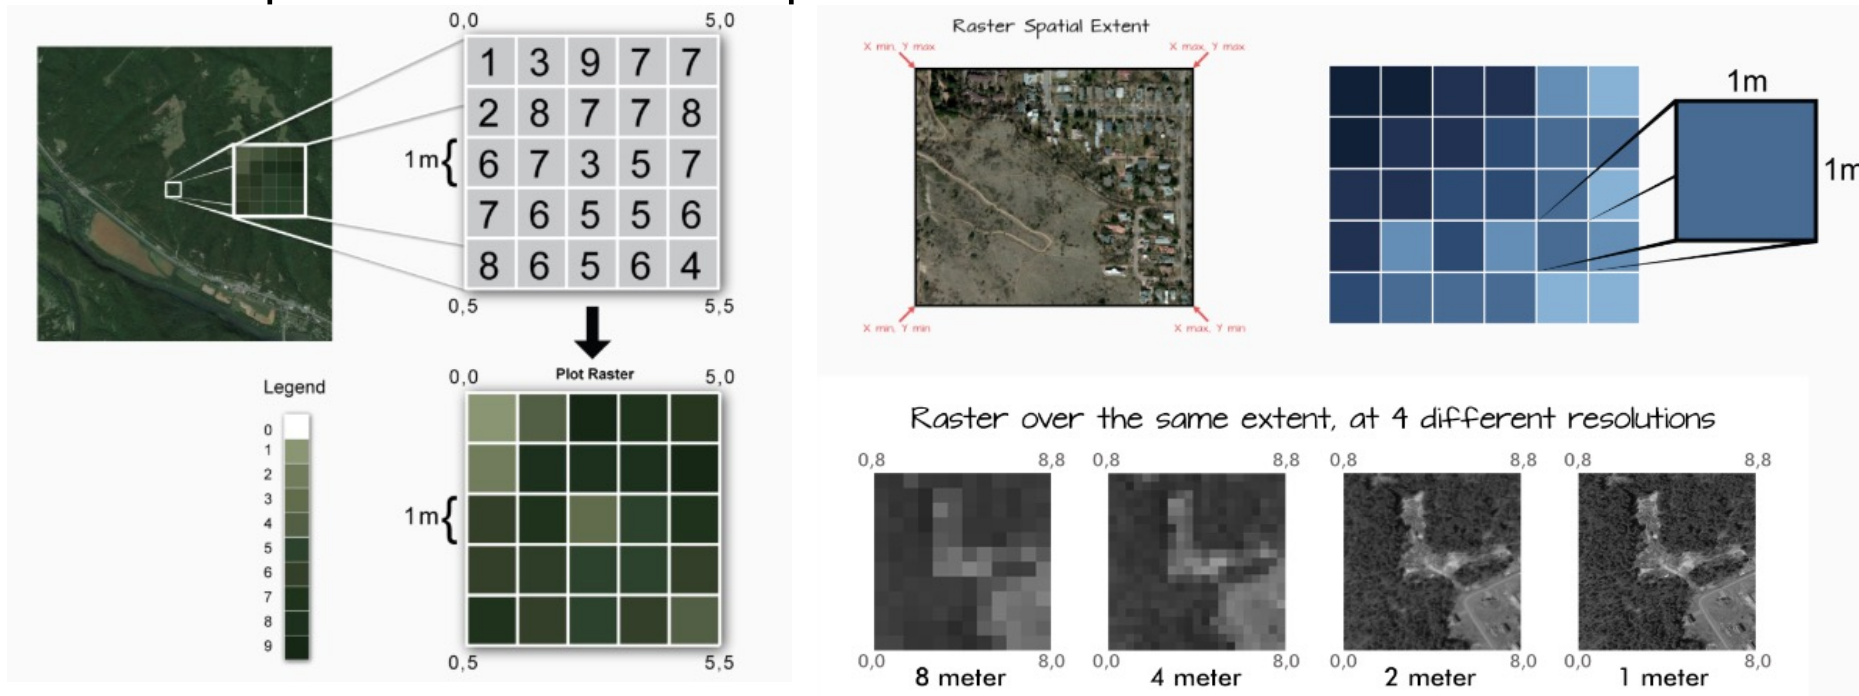 0,0 5,0
1 3 9 7 7
2 8 7 7 8
1m{ 6 7 3 5 7
7 6 5 5 6
8 6 5 6 4
0,5 5,5
Plot Raster
0,0 5,0
1m{
0,5 5,5
Legend
0
1
2
3
4
5
6
7
8
9
Raster Spatial Extent
X min, Y max X max, Y max
X min, Y min X max, Y min
1m
1m
Raster over the same extent, at 4 different resolutions
0,8 8,8 0,8 8,8 0,8 8,8 0,8 8,8
0,0 8,0 0,0 8,0 0,0 8,0 0,0 8,0
8 meter 4 meter 2 meter 1 meter